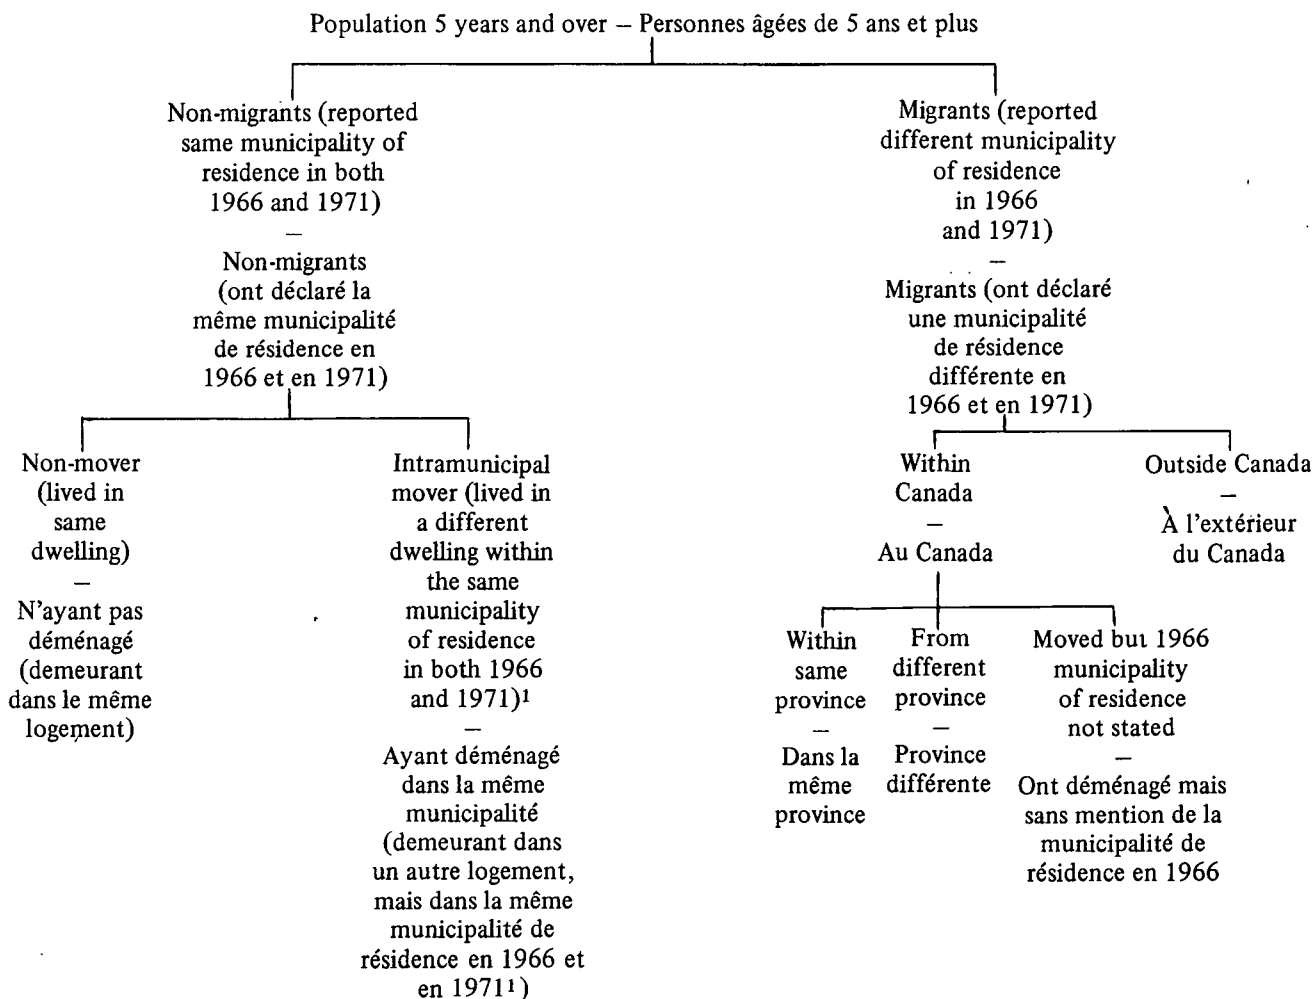 Population 5 years and over – Personnes âgées de 5 ans et plus
Non-migrants (reported
same municipality of
residence in both
1966 and 1971)
–
Non-migrants
(ont déclaré la
même municipalité
de résidence en
1966 et en 1971)
Migrants (reported
different municipality
of residence
in 1966
and 1971)
–
Migrants (ont déclaré
une municipalité
de résidence
différente en
1966 et en 1971)
Non-mover
(lived in
same
dwelling)
–
N'ayant pas
déménagé
(demeurant
dans le même
logement)
Intramunicipal
mover (lived in
a different
dwelling within
the same
municipality
of residence
in both 1966
and 1971)¹
–
Ayant déménagé
dans la même
municipalité
(demeurant dans
un autre logement,
mais dans la même
municipalité de
résidence en 1966 et
en 1971¹)
Within
Canada
–
Au Canada
Outside Canada
–
À l'extérieur
du Canada
Within
same
province
–
Dans la
même
province
From
different
province
–
Province
différente
Moved but 1966
municipality
of residence
not stated
–
Ont déménagé mais
sans mention de la
municipalité de
résidence en 1966